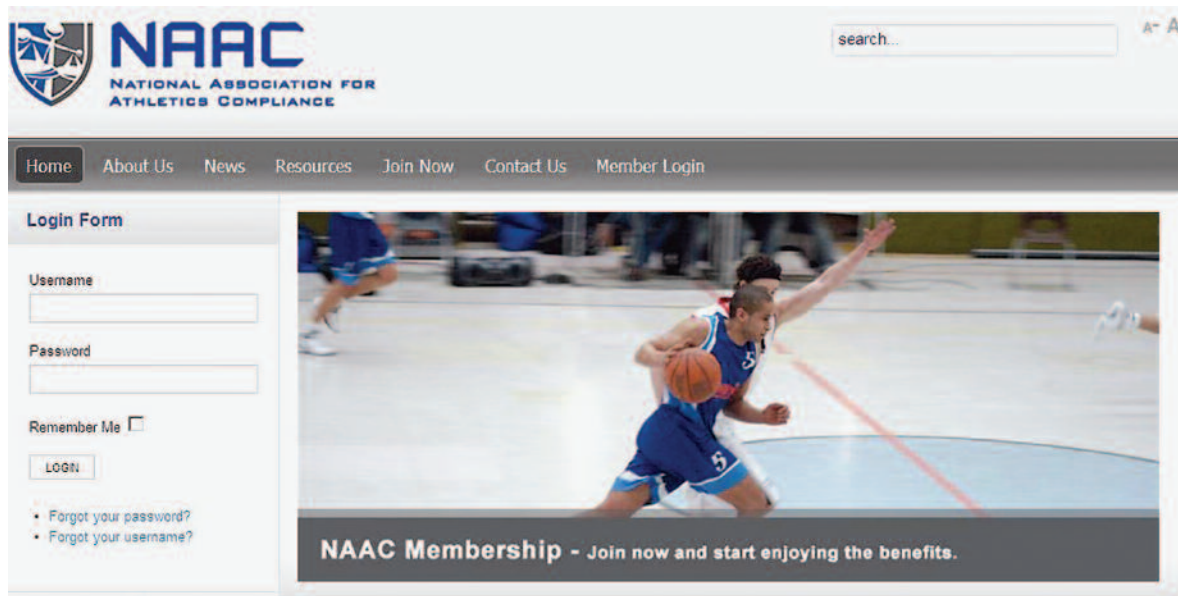 NAAC
NATIONAL ASSOCIATION FOR
ATHLETICS COMPLIANCE
search...
A- A
Home About Us News Resources Join Now Contact Us Member Login
Login Form
Username
Password
Remember Me
LOGIN
Forgot your password?
Forgot your username?
5
5
NAAC Membership - Join now and start enjoying the benefits.